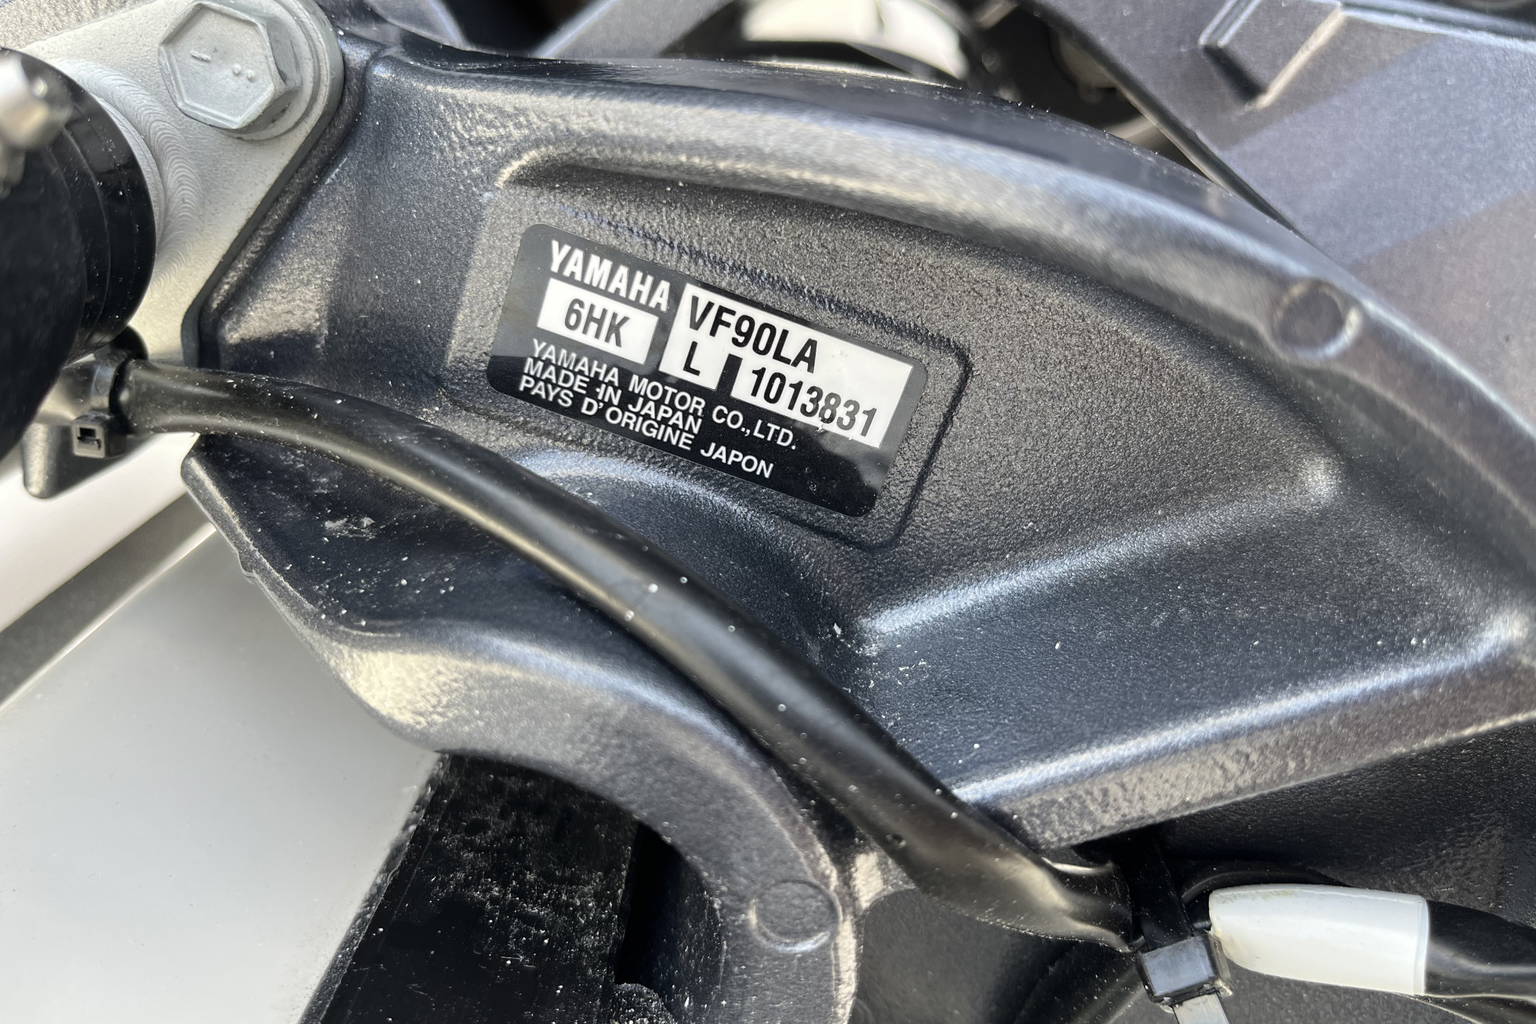 YAMAHA
6HK
VF90LA
L 1013831
YAMAHA MOTOR CO.,LTD.
MADE IN JAPAN
PAYS D'ORIGINE JAPON